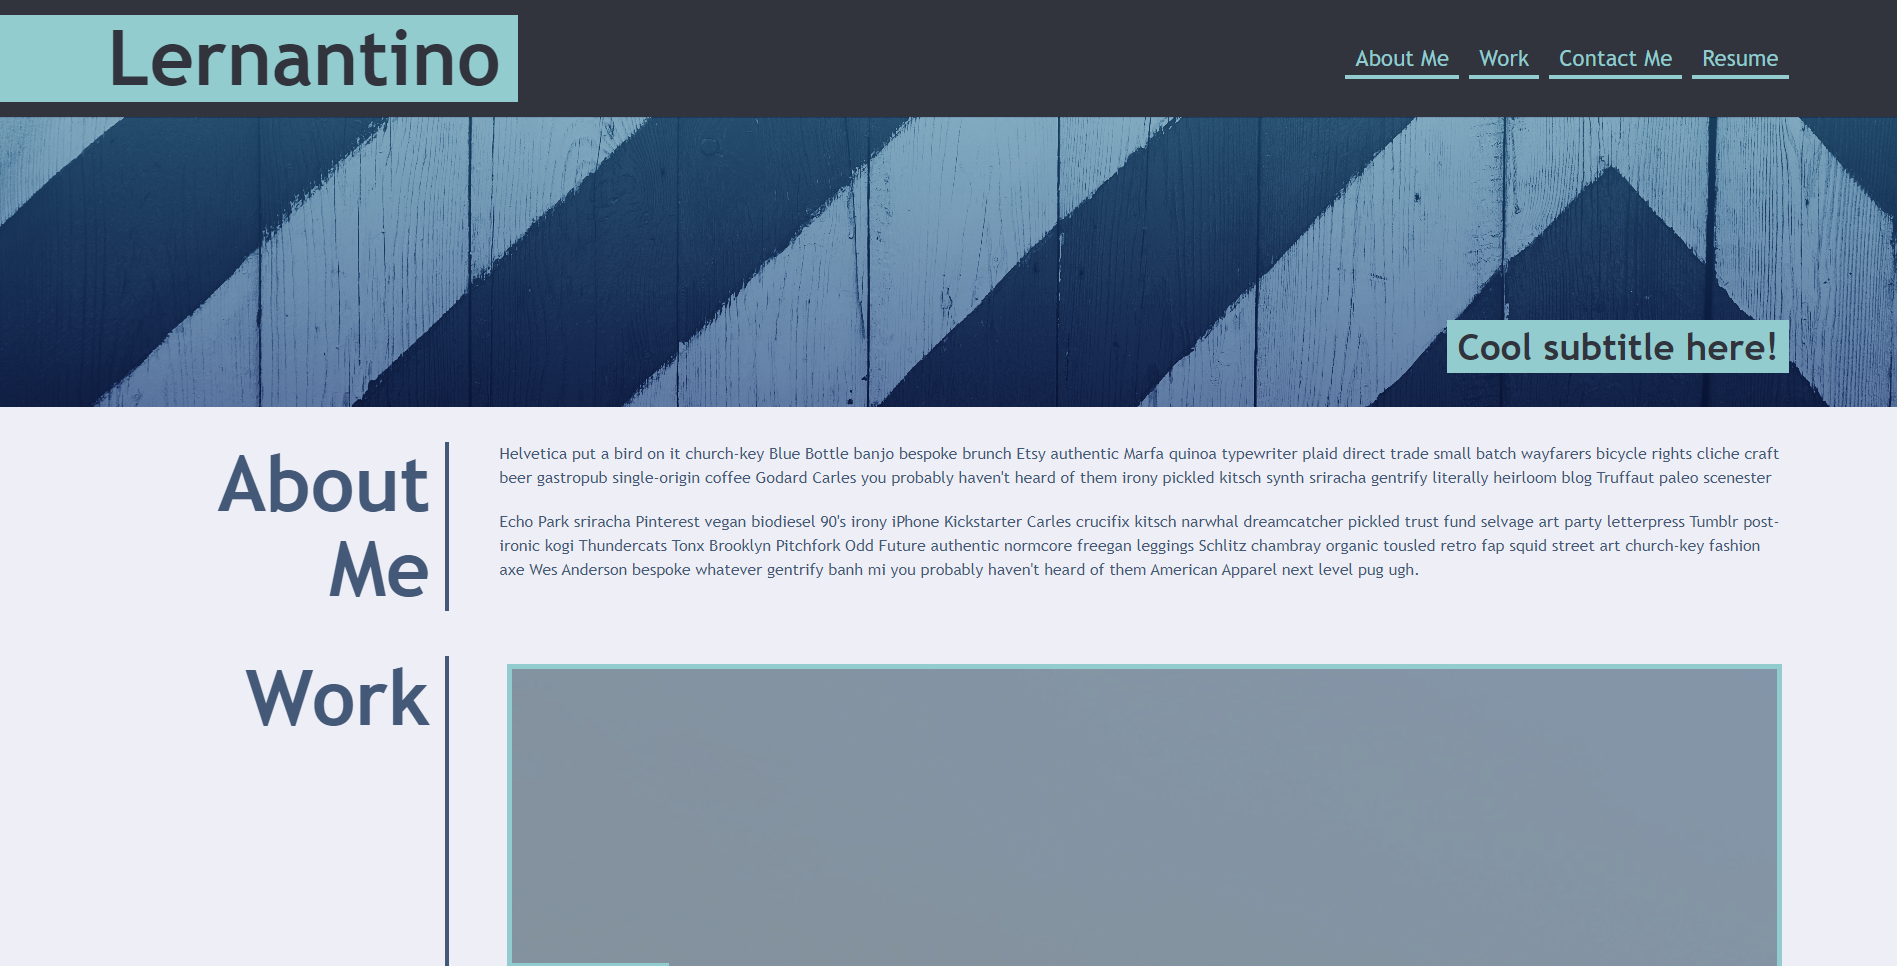 Lernantino
About Me
Work
Contact Me
Resume
Cool subtitle here!
About
Me
Helvetica put a bird on it church-key Blue Bottle banjo bespoke brunch Etsy authentic Marfa quinoa typewriter plaid direct trade small batch wayfarers bicycle rights cliche craft
beer gastropub single-origin coffee Godard Carles you probably haven't heard of them irony pickled kitsch synth sriracha gentrify literally heirloom blog Truffaut paleo scenester
Echo Park sriracha Pinterest vegan biodiesel 90's irony iPhone Kickstarter Carles crucifix kitsch narwhal dreamcatcher pickled trust fund selvage art party letterpress Tumblr post-
ironic kogi Thundercats Tonx Brooklyn Pitchfork Odd Future authentic normcore freegan leggings Schlitz chambray organic tousled retro fap squid street art church-key fashion
axe Wes Anderson bespoke whatever gentrify banh mi you probably haven't heard of them American Apparel next level pug ugh.
Work